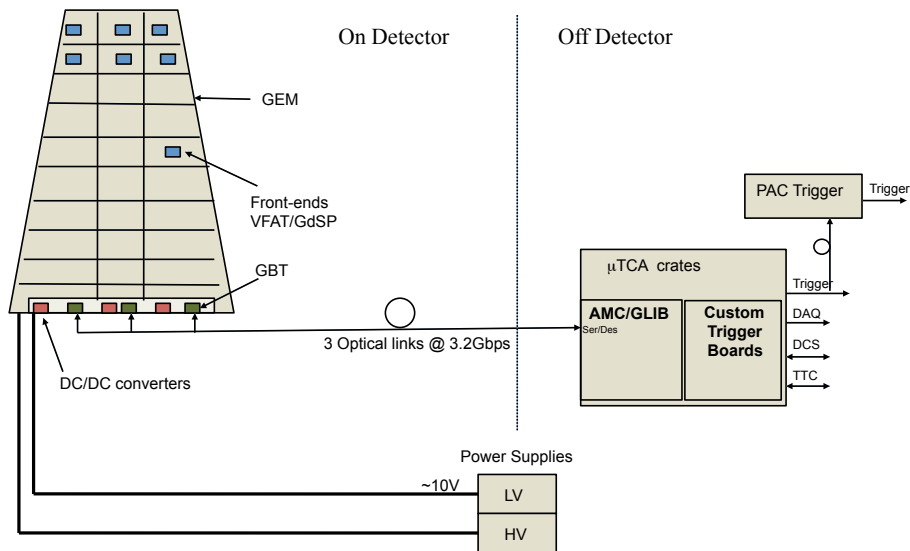 On Detector
Off Detector
GEM
Front-ends
VFAT/GdSP
GBT
3 Optical links @ 3.2Gbps
DC/DC converters
PAC Trigger
Trigger
μTCA crates
Trigger
AMC/GLIB
Ser/Des
Custom
Trigger
Boards
DAQ
DCS
TTC
Power Supplies
~10V
LV
HV